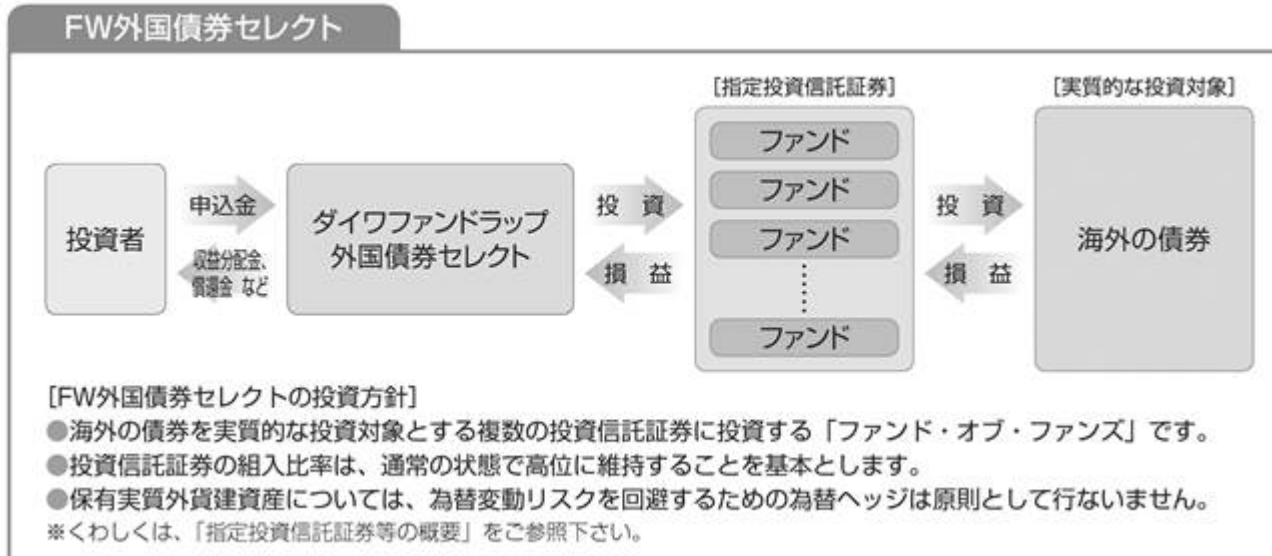 FW外国債券セレクト
[指定投資信託証券]
[実質的な投資対象]
投資者
申込金
収益分配金、
償還金 など
ダイワファンドラップ
外国債券セレクト
投 資
損 益
ファンド
ファンド
ファンド
ファンド
投 資
損 益
海外の債券
[FW外国債券セレクトの投資方針]
●海外の債券を実質的な投資対象とする複数の投資信託証券に投資する「ファンド・オブ・ファンズ」です。
●投資信託証券の組入比率は、通常の状態で高位に維持することを基本とします。
●保有実質外貨建資産については、為替変動リスクを回避するための為替ヘッジは原則として行ないません。
※くわしくは、「指定投資信託証券等の概要」をご参照下さい。